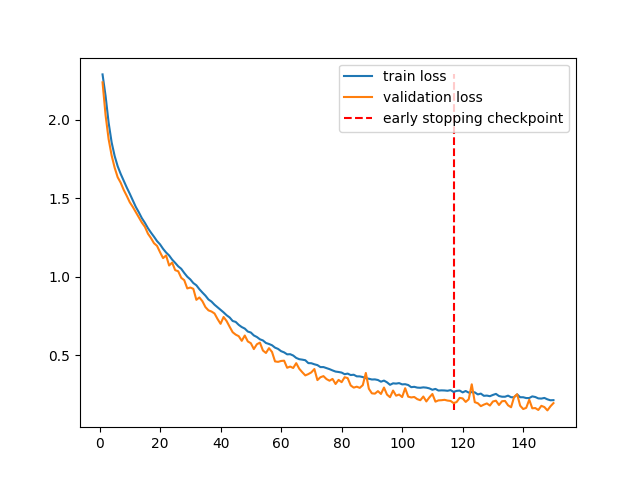 train loss
validation loss
early stopping checkpoint
2.0
1.5
1.0
0.5
0 20 40 60 80 100 120 140